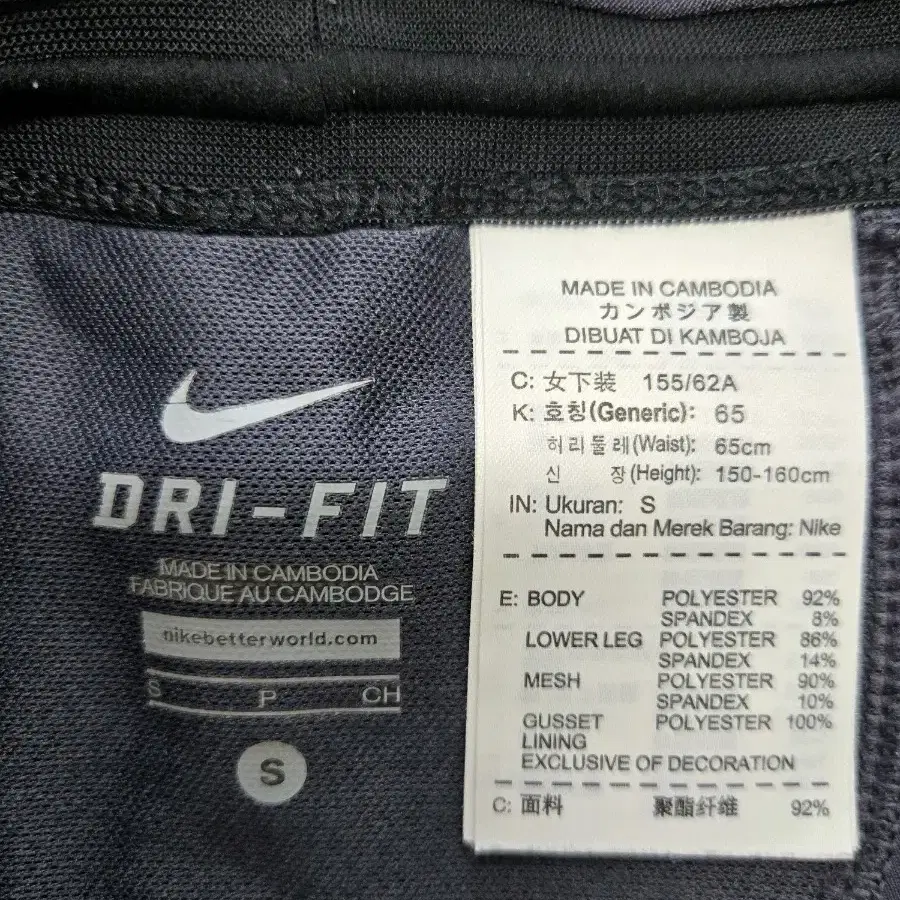 DRI-FIT
MADE IN CAMBODIA
FABRIQUE AU CAMBODGE
nikebetterworld.com
S P CH
S
MADE IN CAMBODIA
カンボジア製
DIBUAT DI KAMBOJA
C: 女下装 155/62A
K: 호칭(Generic): 65
허리둘레(Waist): 65cm
신 장(Height): 150-160cm
IN: Ukuran: S
Nama dan Merek Barang: Nike
E: BODY POLYESTER 92%
SPANDEX 8%
LOWER LEG POLYESTER 86%
SPANDEX 14%
MESH POLYESTER 90%
SPANDEX 10%
GUSSET POLYESTER 100%
LINING
EXCLUSIVE OF DECORATION
C: 面料 聚酯纤维 92%